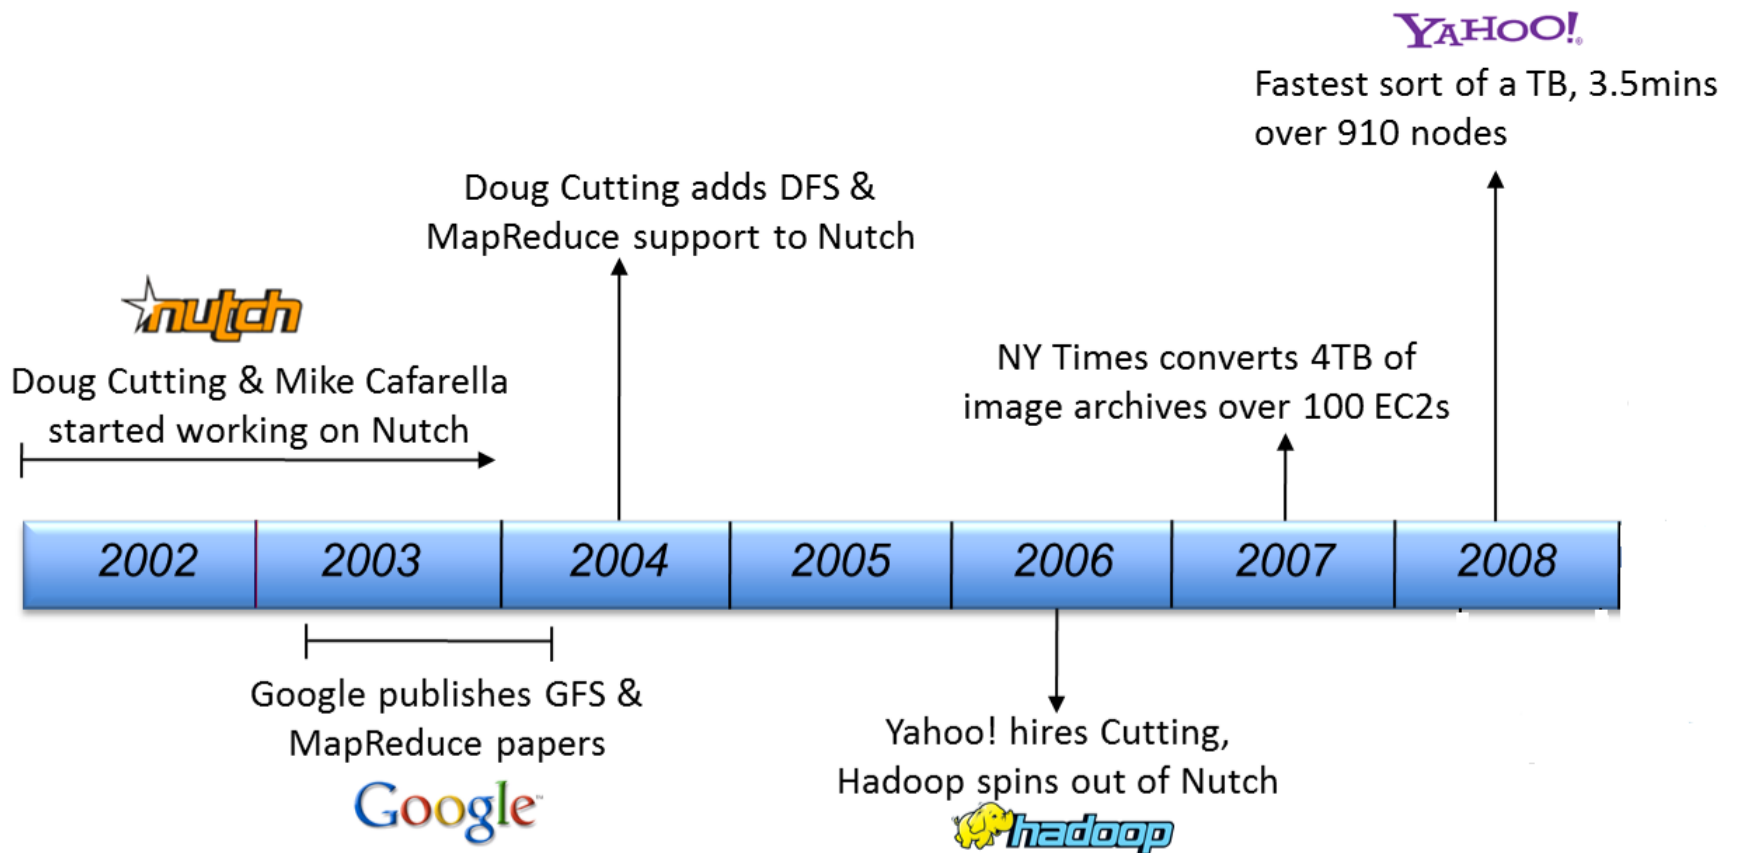 YAHOO!
Fastest sort of a TB, 3.5mins
over 910 nodes
Doug Cutting adds DFS &
MapReduce support to Nutch
nutch
Doug Cutting & Mike Cafarella
started working on Nutch
NY Times converts 4TB of
image archives over 100 EC2s
2002 2003 2004 2005 2006 2007 2008
Google publishes GFS &
MapReduce papers
Google
Yahoo! hires Cutting,
Hadoop spins out of Nutch
hadoop